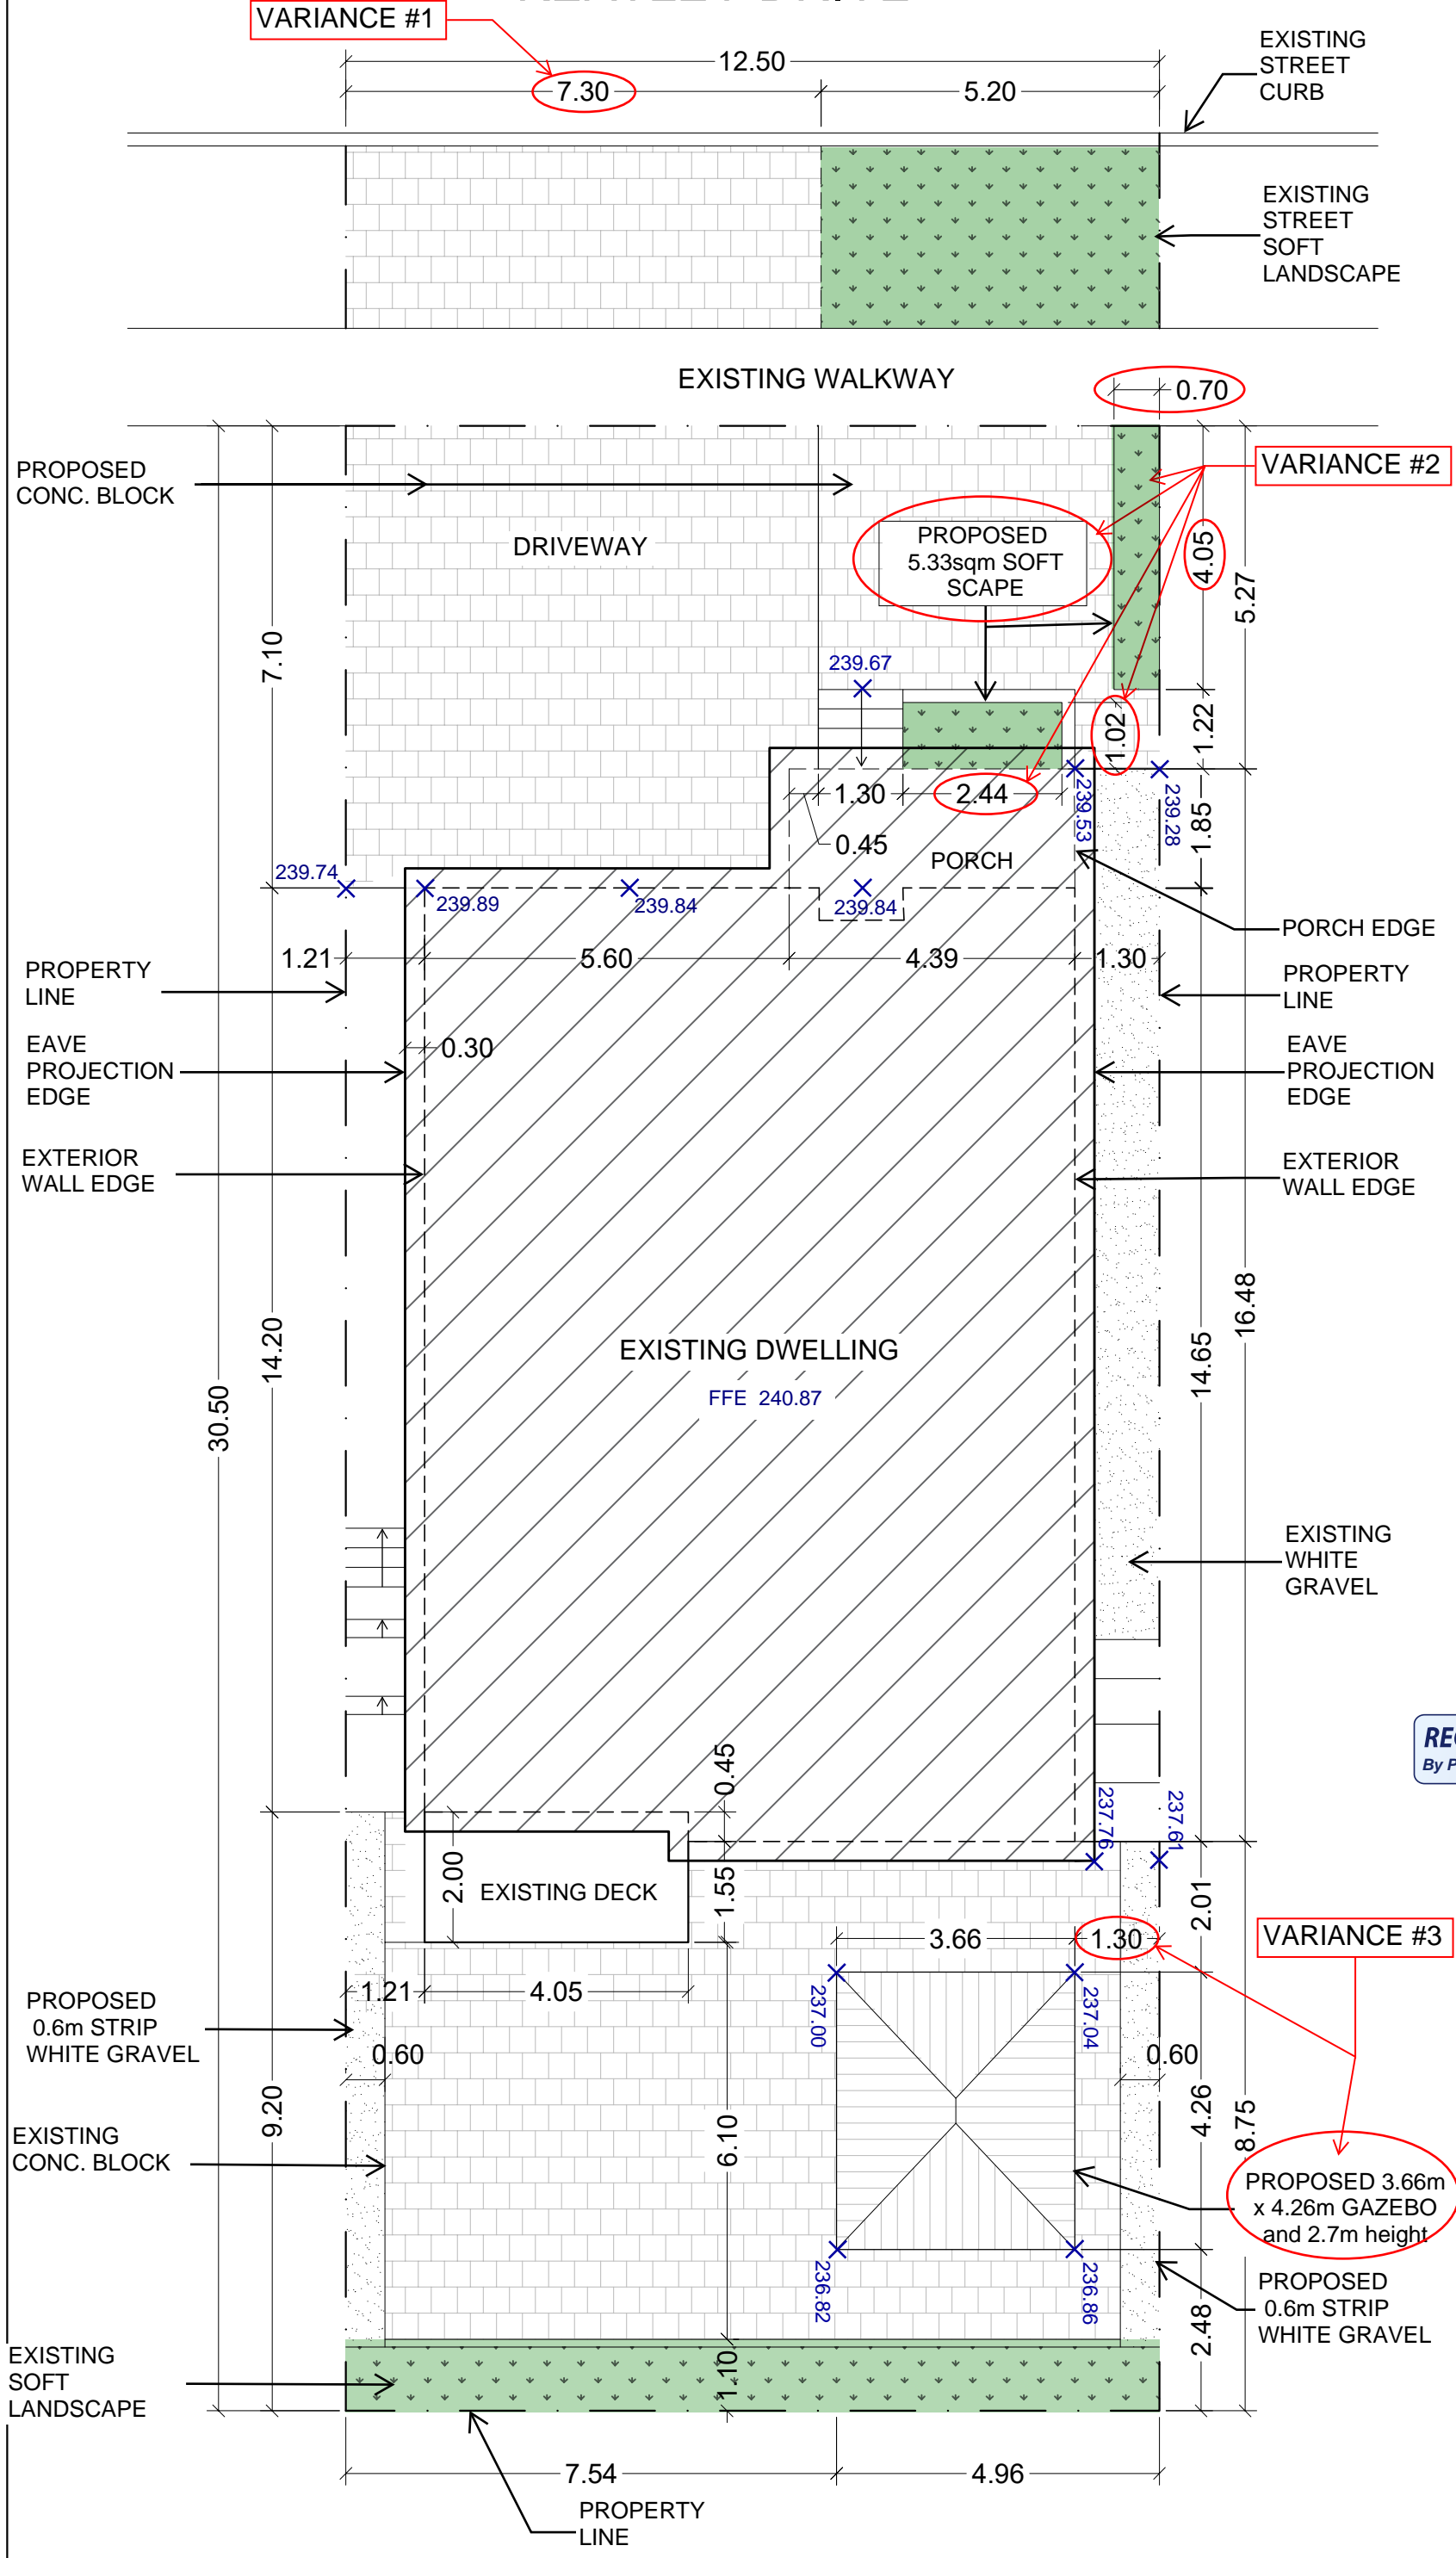 VARIANCE #1
12.50
7.30
5.20
EXISTING
STREET
CURB
EXISTING
STREET
SOFT
LANDSCAPE
EXISTING WALKWAY
0.70
VARIANCE #2
PROPOSED
CONC. BLOCK
DRIVEWAY
PROPOSED
5.33sqm SOFT
SCAPE
4.05
5.27
7.10
239.67
1.02
1.22
1.30
2.44
239.53
239.28
1.85
0.45
PORCH
239.74
239.89
239.84
239.84
PORCH EDGE
1.21
5.60
4.39
1.30
PROPERTY
LINE
PROPERTY
LINE
EAVE
PROJECTION
EDGE
0.30
EAVE
PROJECTION
EDGE
EXTERIOR
WALL EDGE
EXTERIOR
WALL EDGE
16.48
14.20
14.65
EXISTING DWELLING
FFE 240.87
30.50
EXISTING
WHITE
GRAVEL
0.45
237.76
237.61
2.00
EXISTING DECK
1.55
2.01
3.66
1.30
VARIANCE #3
1.21
4.05
237.00
237.04
PROPOSED
0.6m STRIP
WHITE GRAVEL
0.60
0.60
9.20
6.10
4.26
8.75
EXISTING
CONC. BLOCK
PROPOSED 3.66m
x 4.26m GAZEBO
and 2.7m height
236.82
236.86
PROPOSED
0.6m STRIP
WHITE GRAVEL
2.48
EXISTING
SOFT
LANDSCAPE
1.10
7.54
4.96
PROPERTY
LINE